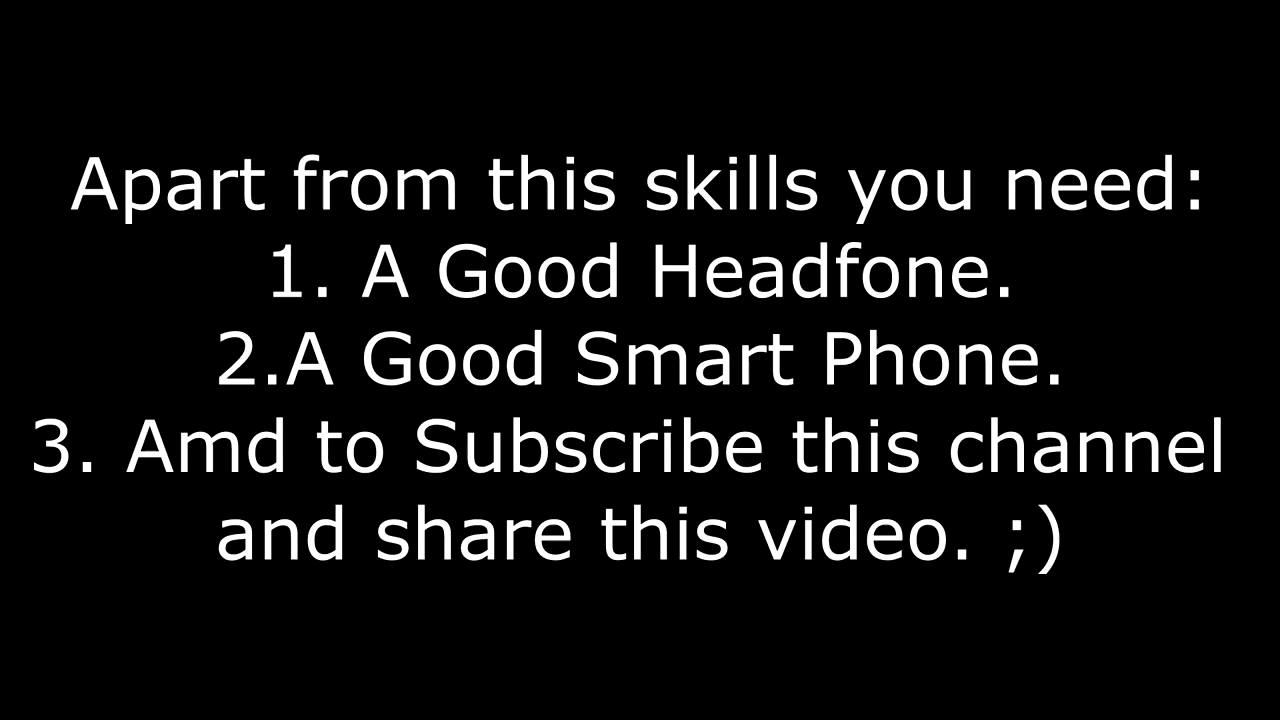 Apart from this skills you need:
1. A Good Headfone.
2.A Good Smart Phone.
3. Amd to Subscribe this channel
and share this video. ;)